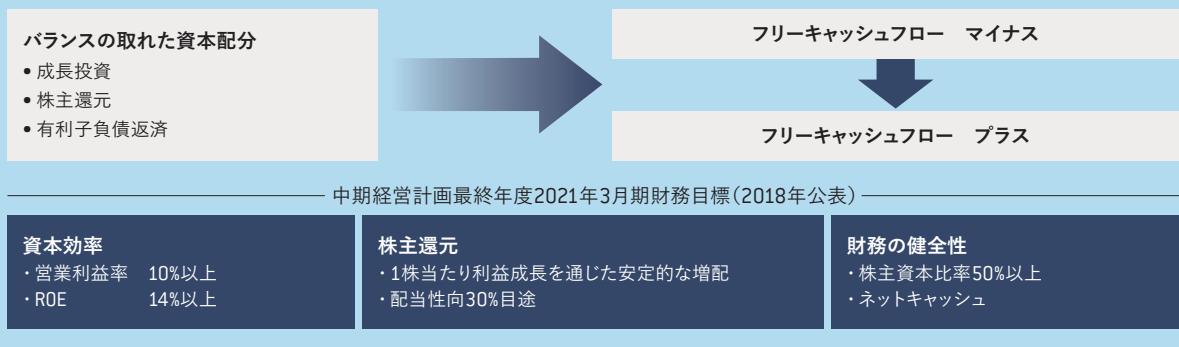 バランスの取れた資本配分
• 成長投資
• 株主還元
• 有利子負債返済
フリーキャッシュフロー　マイナス
フリーキャッシュフロー　プラス
中期経営計画最終年度2021年3月期財務目標（2018年公表）
資本効率
・営業利益率　10%以上
・ROE　14%以上
株主還元
・1株当たり利益成長を通じた安定的な増配
・配当性向30%目途
財務の健全性
・株主資本比率50%以上
・ネットキャッシュ